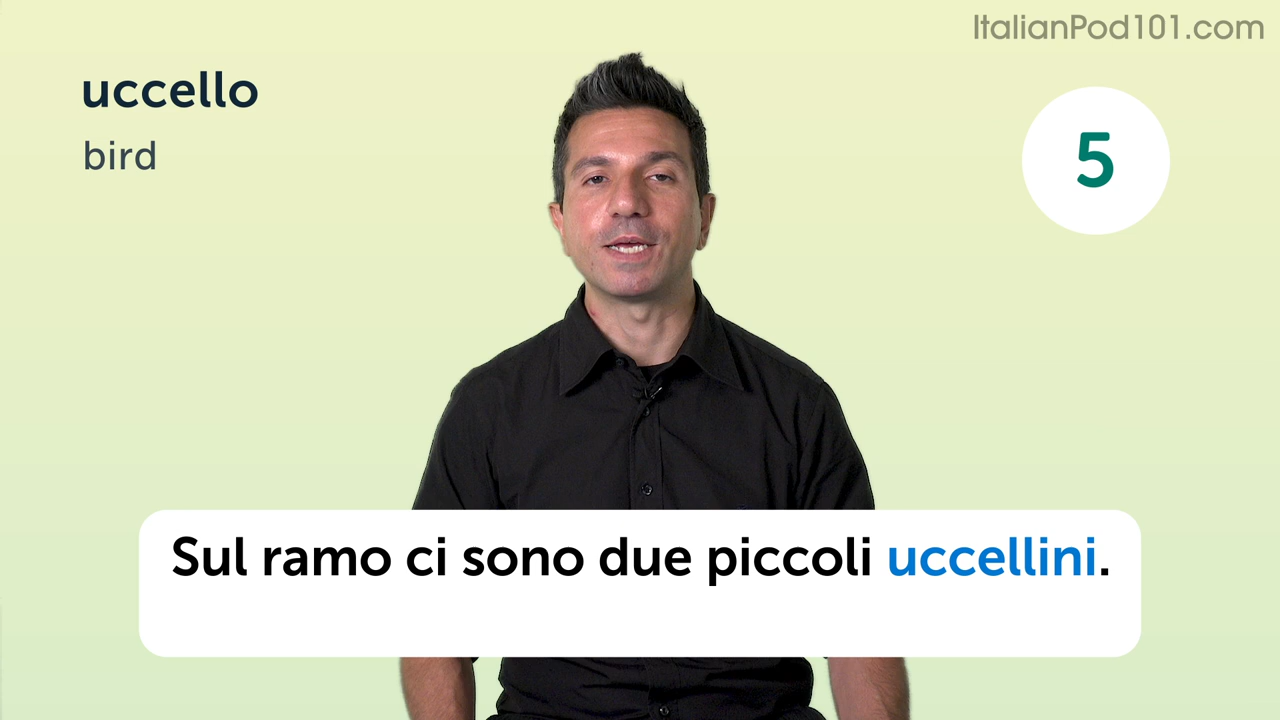 ItalianPod101.com
uccello
bird
5
Sul ramo ci sono due piccoli uccellini.